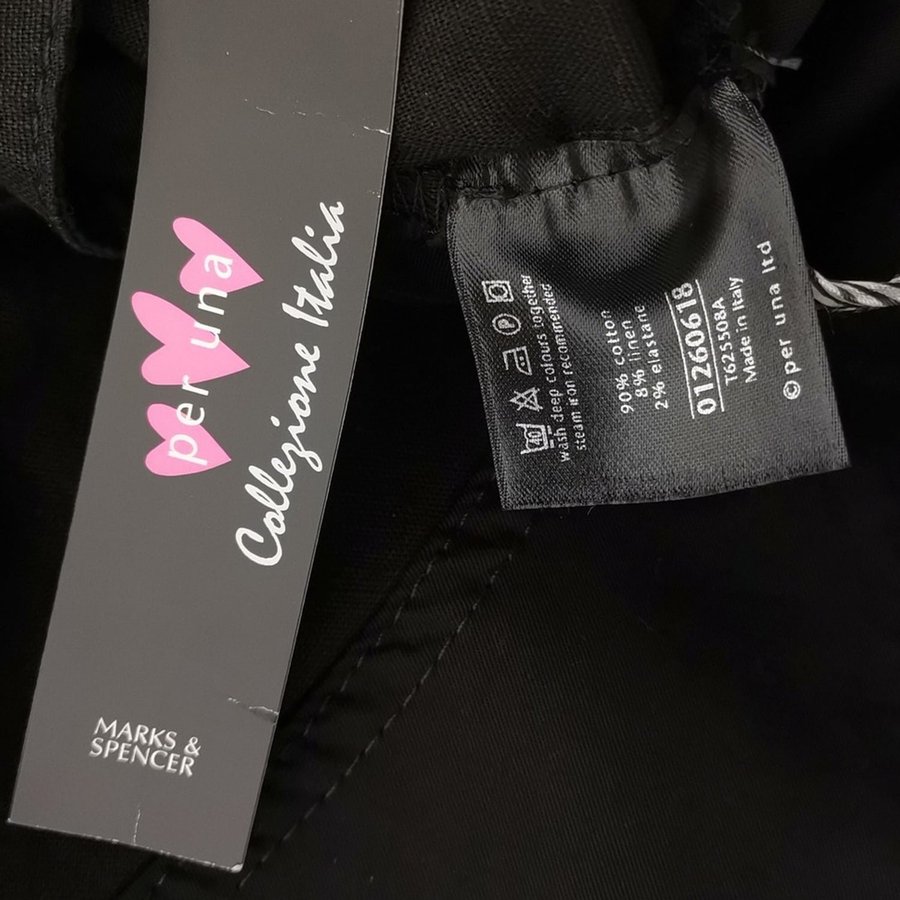 per una
Collezione Italia
MARKS &
SPENCER
40
P
wash deep colours together
steam iron recommended
90% cotton
8% linen
2% elastane
01260618
T625508A
Made in Italy
© per una ltd